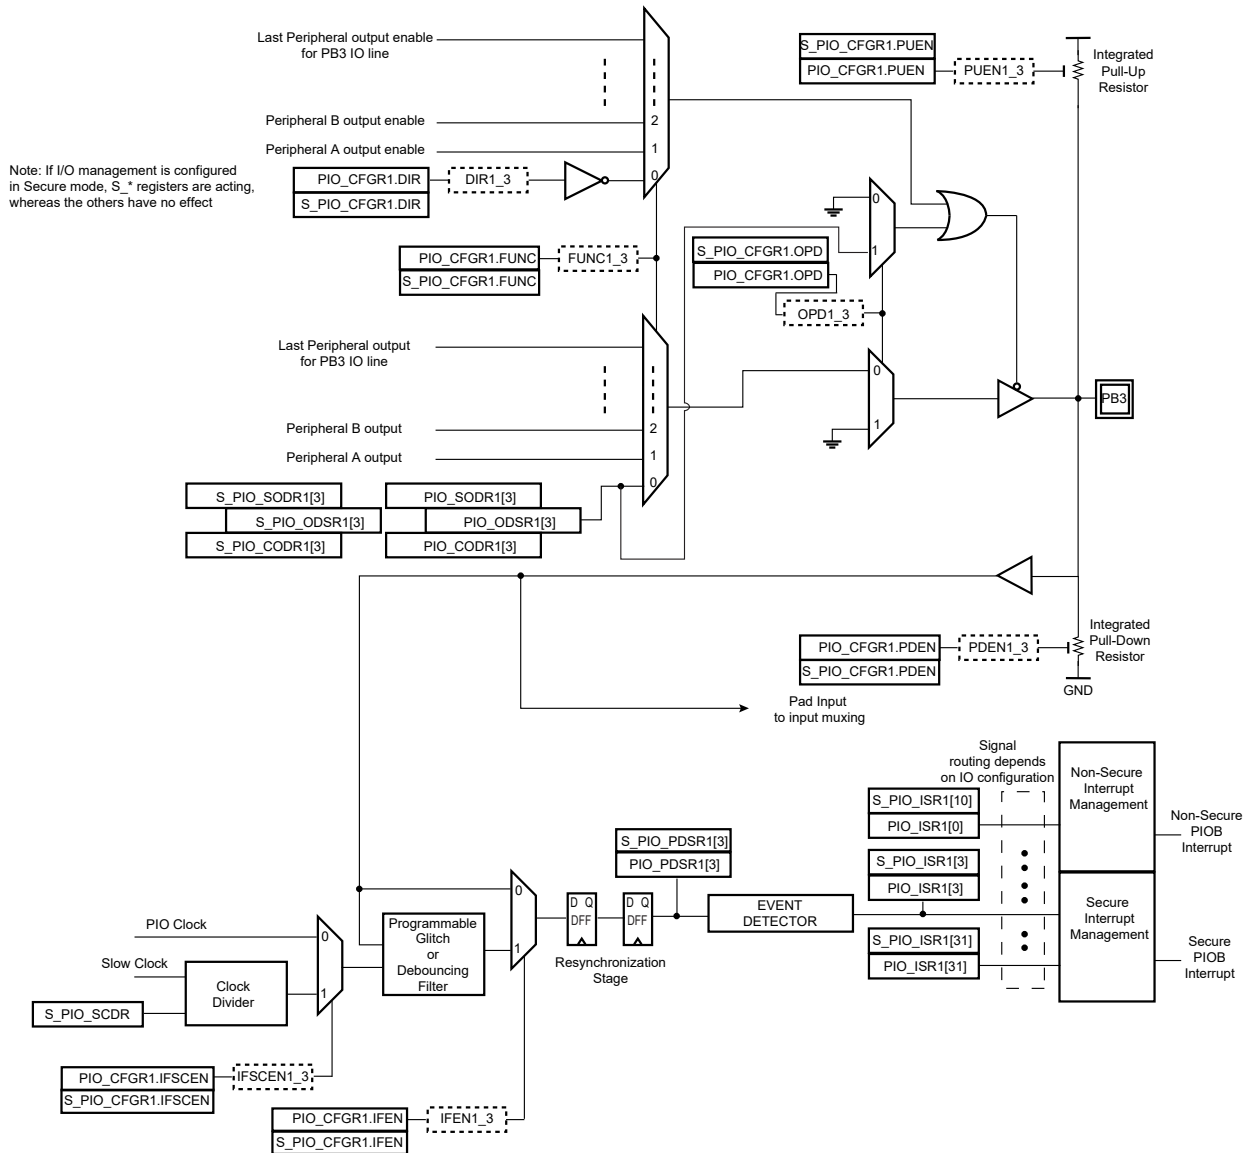 Last Peripheral output enable
for PB3 IO line
S_PIO_CFGR1.PUEN
PIO_CFGR1.PUEN
PUEN1_3
Integrated
Pull-Up
Resistor
Peripheral B output enable
2
Peripheral A output enable
1
Note: If I/O management is configured
in Secure mode, S_* registers are acting,
whereas the others have no effect
PIO_CFGR1.DIR
S_PIO_CFGR1.DIR
DIR1_3
0
0
1
PIO_CFGR1.FUNC
S_PIO_CFGR1.FUNC
FUNC1_3
S_PIO_CFGR1.OPD
PIO_CFGR1.OPD
OPD1_3
Last Peripheral output
for PB3 IO line
0
1
PB3
Peripheral B output
2
Peripheral A output
1
0
S_PIO_SODR1[3]
S_PIO_ODSR1[3]
S_PIO_CODR1[3]
PIO_SODR1[3]
PIO_ODSR1[3]
PIO_CODR1[3]
PIO_CFGR1.PDEN
S_PIO_CFGR1.PDEN
PDEN1_3
Integrated
Pull-Down
Resistor
GND
Pad Input
to input muxing
Signal
routing depends
on IO configuration
Non-Secure
Interrupt
Management
S_PIO_ISR1[10]
PIO_ISR1[0]
Non-Secure
PIOB
Interrupt
S_PIO_PDSR1[3]
PIO_PDSR1[3]
S_PIO_ISR1[3]
PIO_ISR1[3]
0
1
D Q
DFF
D Q
DFF
Resynchronization
Stage
EVENT
DETECTOR
Secure
Interrupt
Management
S_PIO_ISR1[31]
PIO_ISR1[31]
Secure
PIOB
Interrupt
PIO Clock
0
Programmable
Glitch
or
Debouncing
Filter
Slow Clock
Clock
Divider
1
S_PIO_SCDR
PIO_CFGR1.IFSCEN
S_PIO_CFGR1.IFSCEN
IFSCEN1_3
PIO_CFGR1.IFEN
S_PIO_CFGR1.IFEN
IFEN1_3